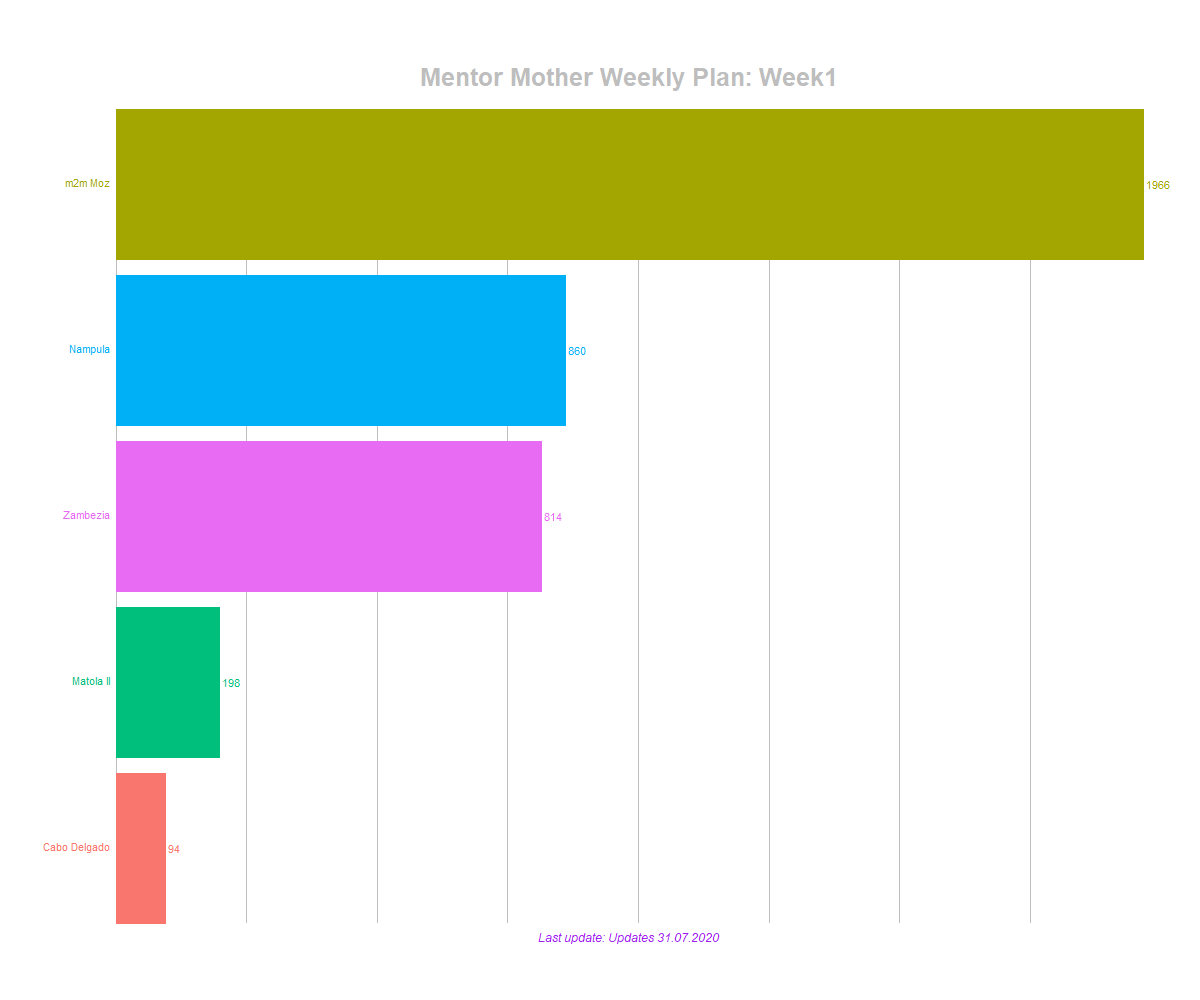 Mentor Mother Weekly Plan: Week1
m2m Moz
1966
Nampula
860
Zambezia
814
Matola II
198
Cabo Delgado
94
Last update: Updates 31.07.2020